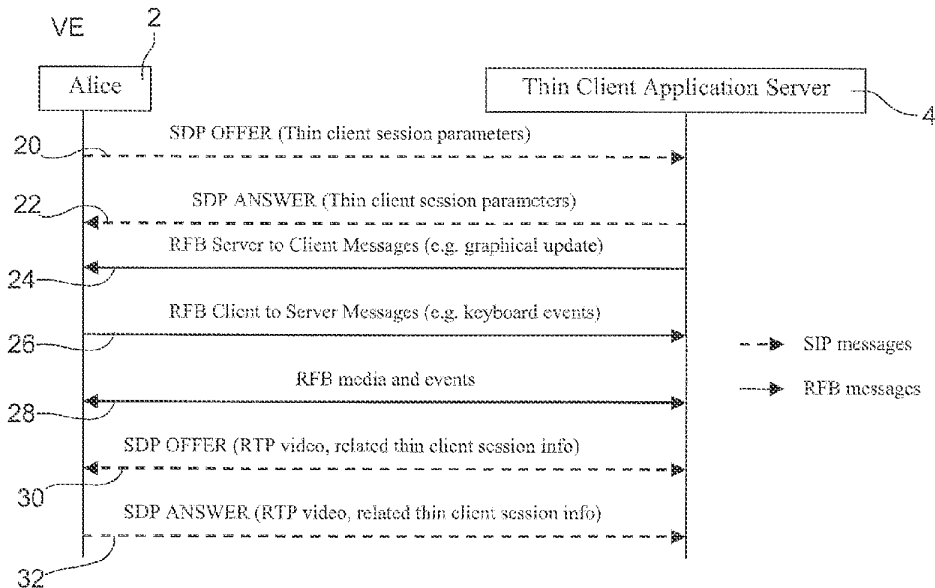 VE
2
Alice
Thin Client Application Server
4
SDP OFFER (Thin client session parameters)
20
SDP ANSWER (Thin client session parameters)
22
RFB Server to Client Messages (e.g. graphical update)
24
RFB Client to Server Messages (e.g. keyboard events)
26
SIP messages
RFB media and events
RFB messages
28
SDP OFFER (RTP video, related thin client session info)
30
SDP ANSWER (RTP video, related thin client session info)
32